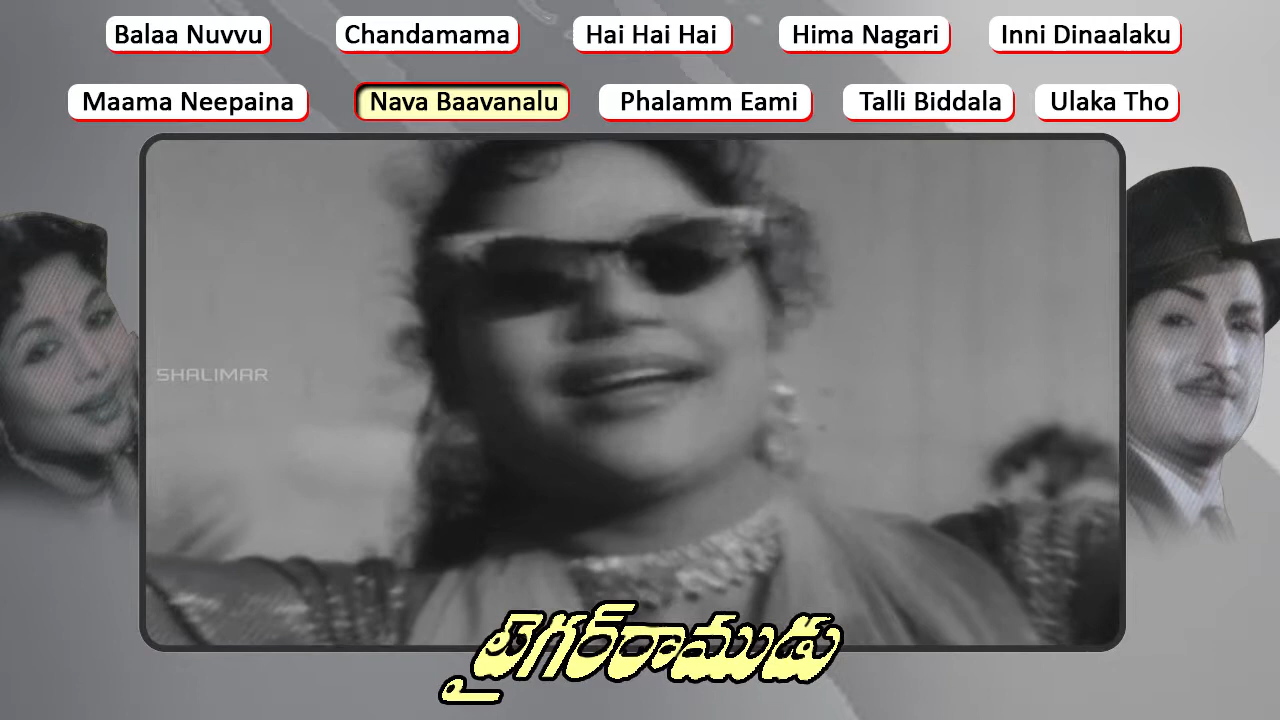 Balaa Nuvvu Chandamama Hai Hai Hai Hima Nagari Inni Dinaalaku
Maama Neepaina Nava Baavanalu Phalamm Eami Talli Biddala Ulaka Tho
SHALIMAR
టైగర్ రాముడు